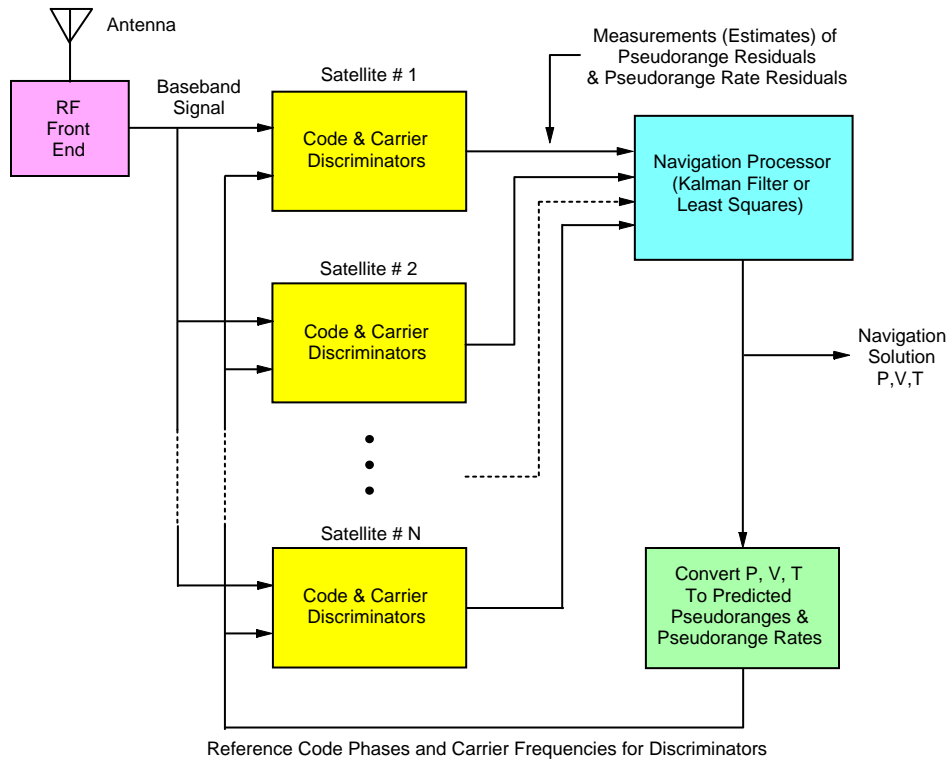 Antenna
RF
Front
End
Baseband
Signal
Satellite # 1
Code & Carrier
Discriminators
Measurements (Estimates) of
Pseudorange Residuals
& Pseudorange Rate Residuals
Navigation Processor
(Kalman Filter or
Least Squares)
Satellite # 2
Code & Carrier
Discriminators
Navigation
Solution
P,V,T
Satellite # N
Code & Carrier
Discriminators
Convert P, V, T
To Predicted
Pseudoranges &
Pseudorange Rates
Reference Code Phases and Carrier Frequencies for Discriminators